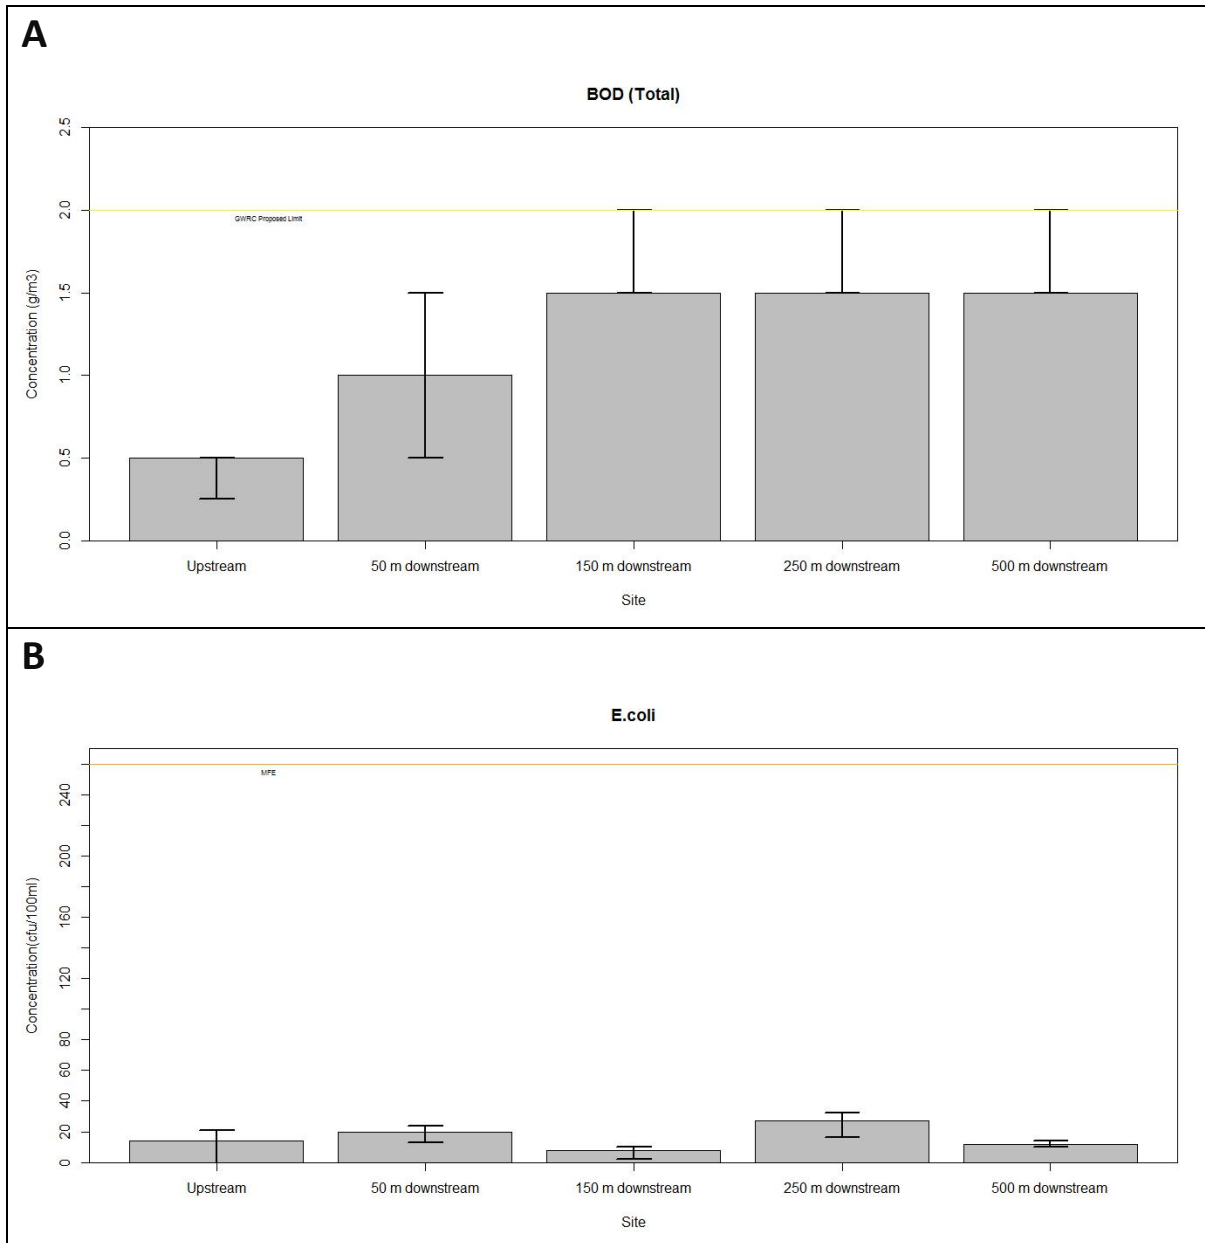 A
BOD (Total)
2.5
2.0
1.5
1.0
0.5
0.0
Concentration (g/m3)
GWRC Proposed Limit
Upstream 50 m downstream 150 m downstream 250 m downstream 500 m downstream
Site
B
E.coli
240
200
160
120
80
60
40
20
0
Concentration(cfu/100ml)
MFE
Upstream 50 m downstream 150 m downstream 250 m downstream 500 m downstream
Site